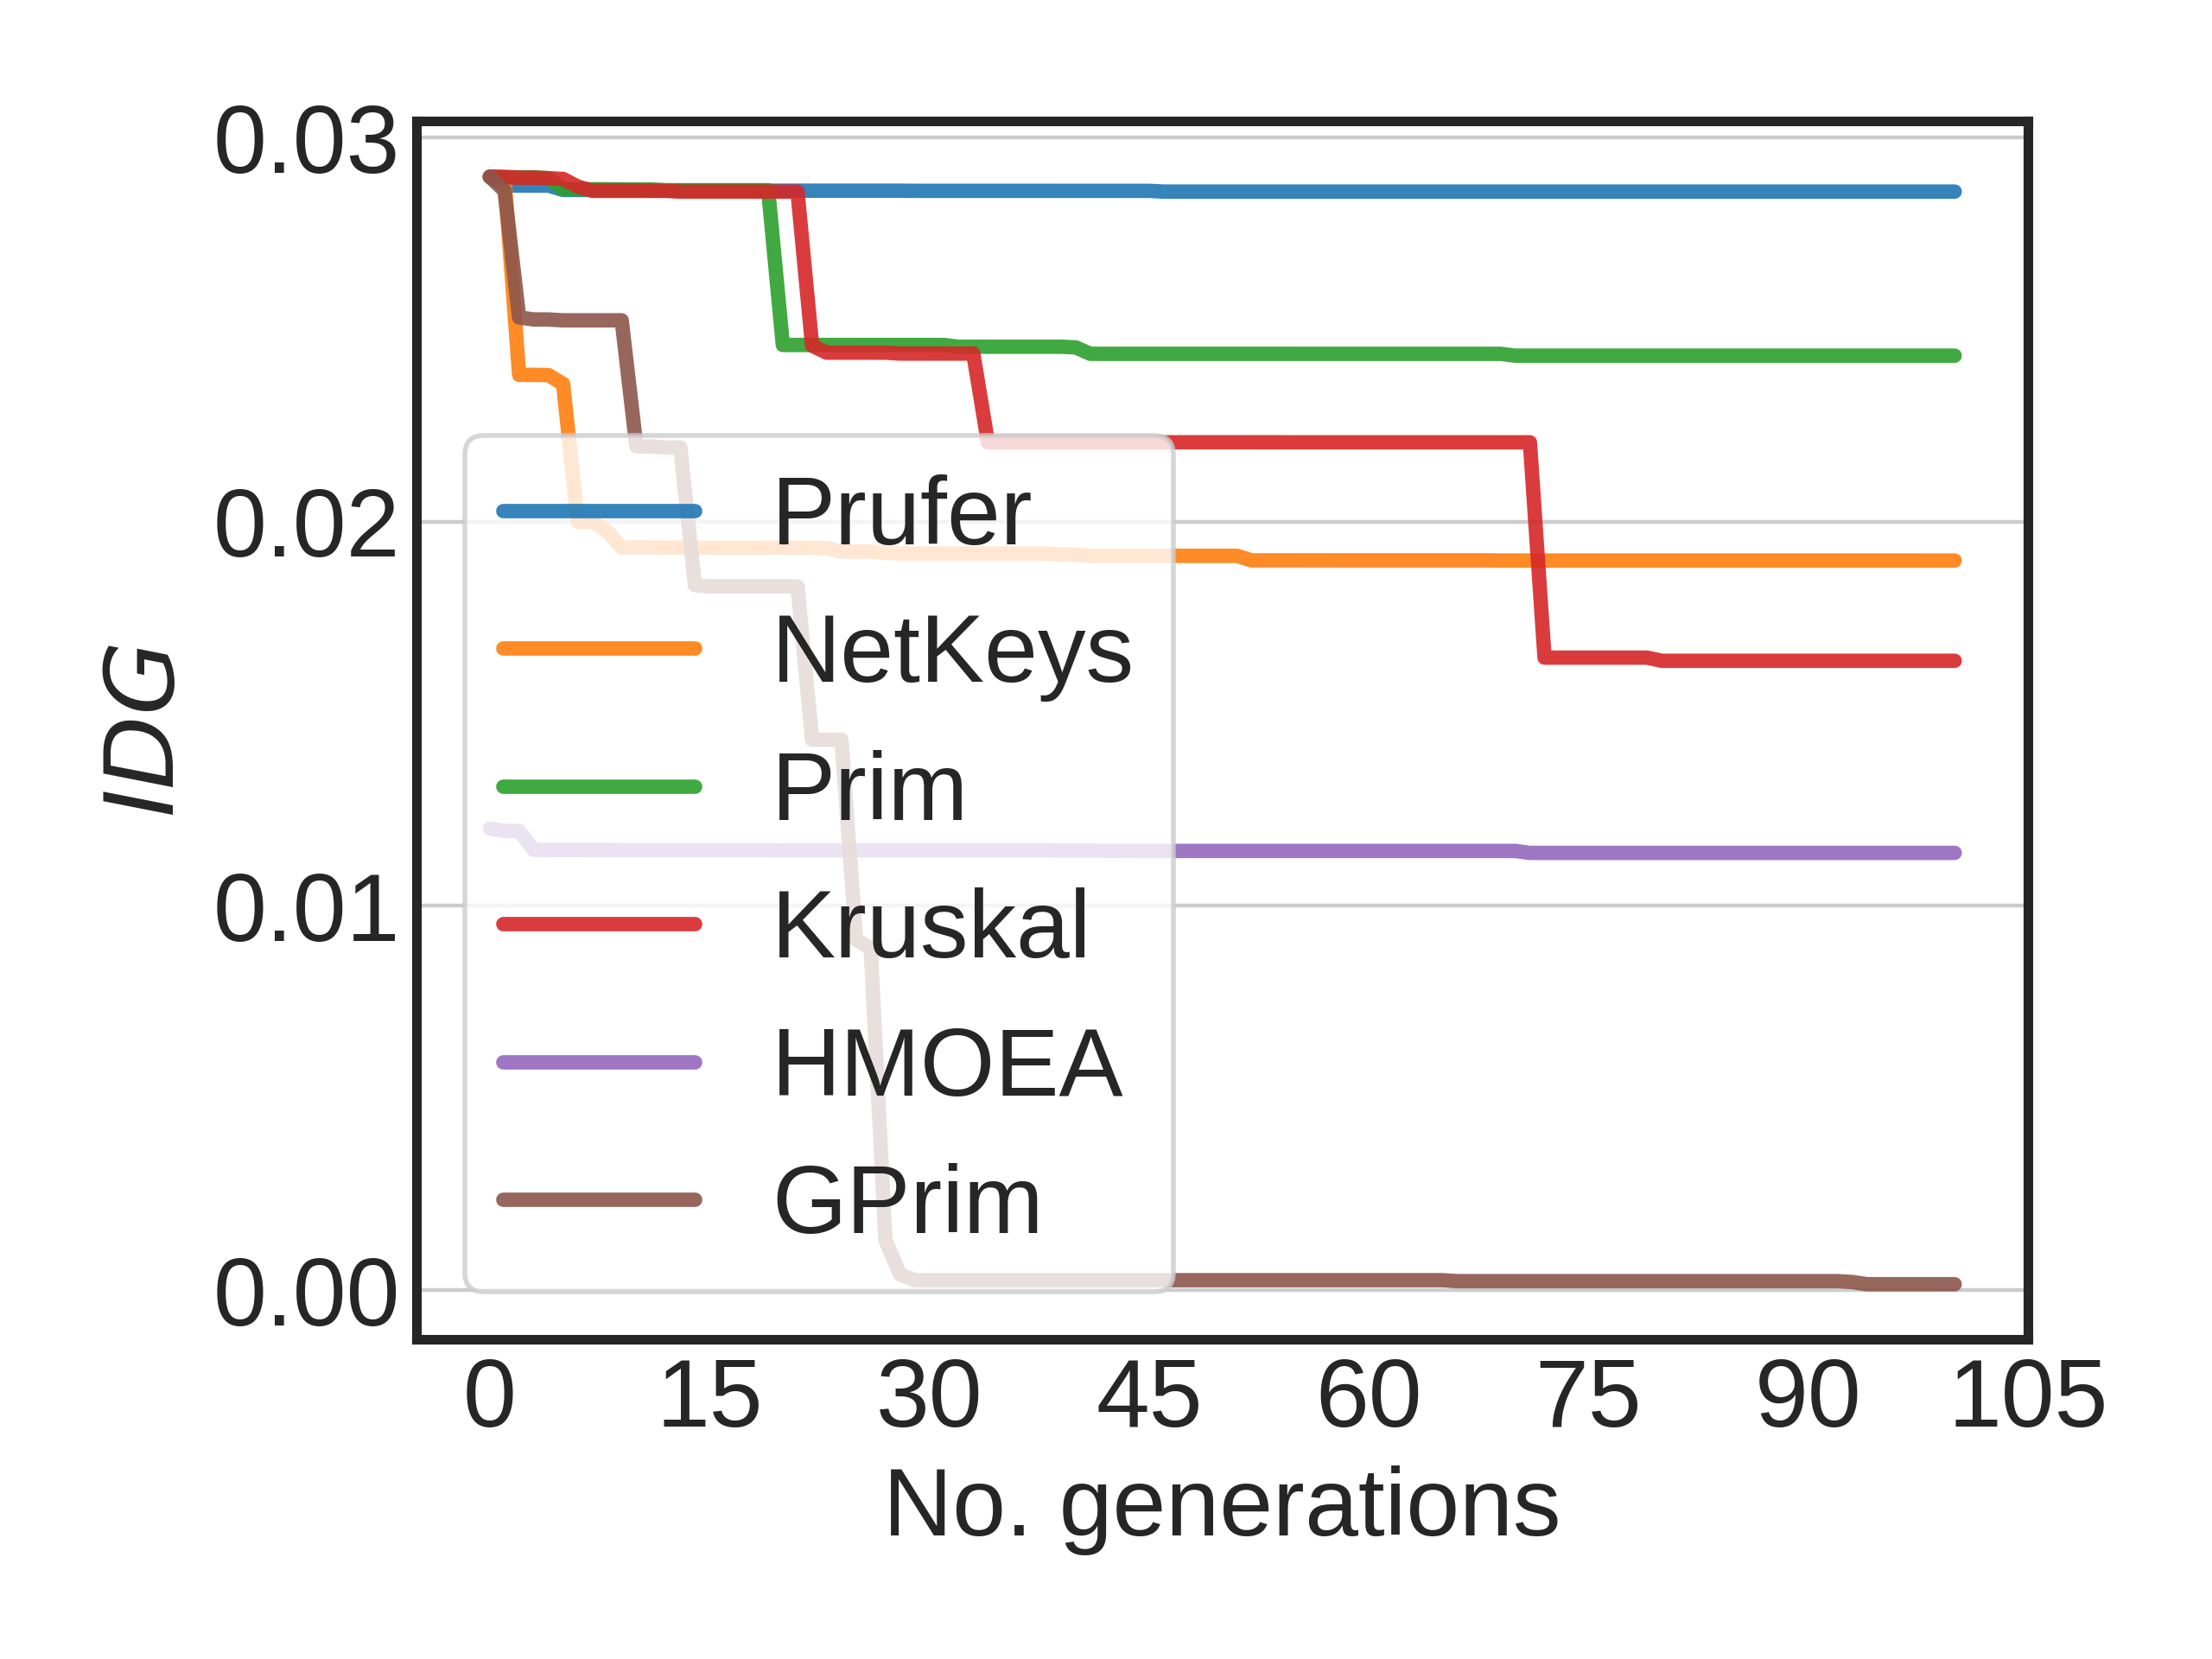 0.03
0.02
0.01
0.00
IDG
Prufer
NetKeys
Prim
Kruskal
HMOEA
GPrim
0 15 30 45 60 75 90 105
No. generations